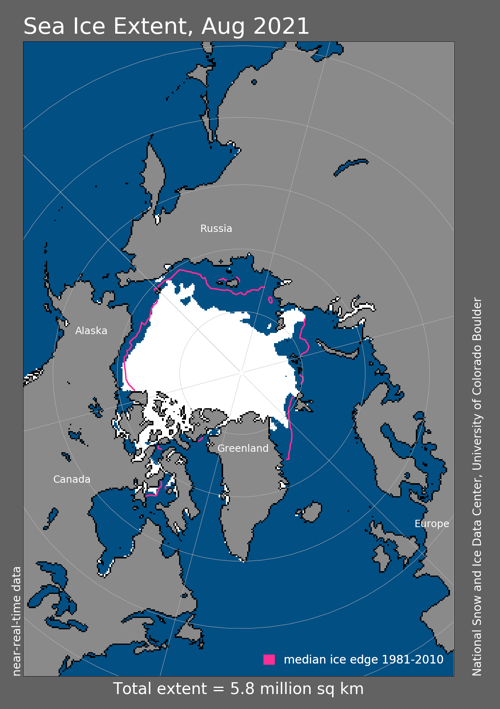 Sea Ice Extent, Aug 2021
Russia
Alaska
Greenland
Canada
Europe
near-real-time data
National Snow and Ice Data Center, University of Colorado Boulder
median ice edge 1981-2010
Total extent = 5.8 million sq km